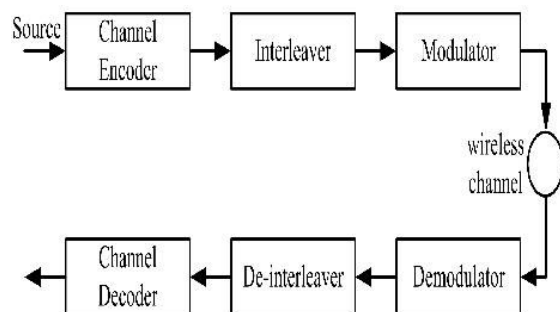 Source
Channel
Encoder
Interleaver
Modulator
wireless
channel
Channel
Decoder
De-interleaver
Demodulator